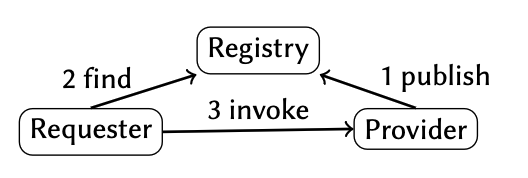 Registry
2 find
1 publish
3 invoke
Requester
Provider